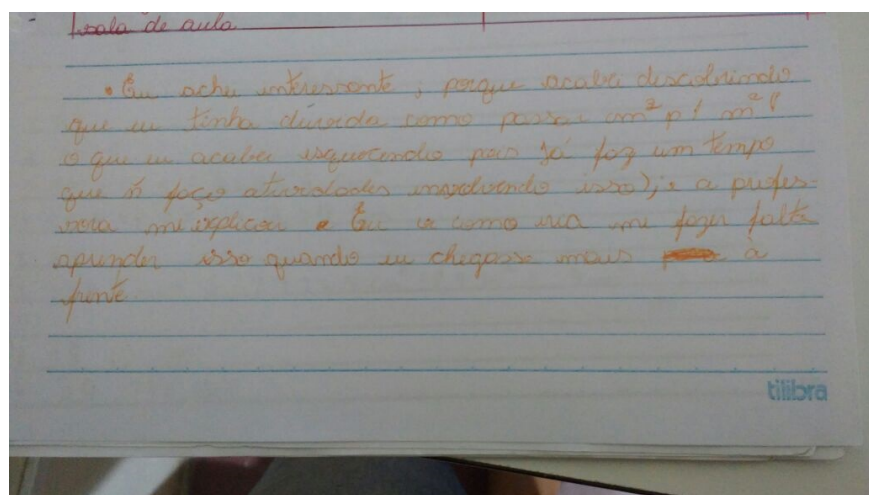 sala de aula
• Eu achei interessante ; porque acabei descobrindo
que eu tinha dúvida como passar cm² p/ m² (
o que eu acabei esquecendo pois já faz um tempo
que ñ faço atividades envolvendo isso); e a profes-
sora me explicou • Eu vi como iria me fazer falta
aprender isso quando eu chegasse mais à
frente
tilibra